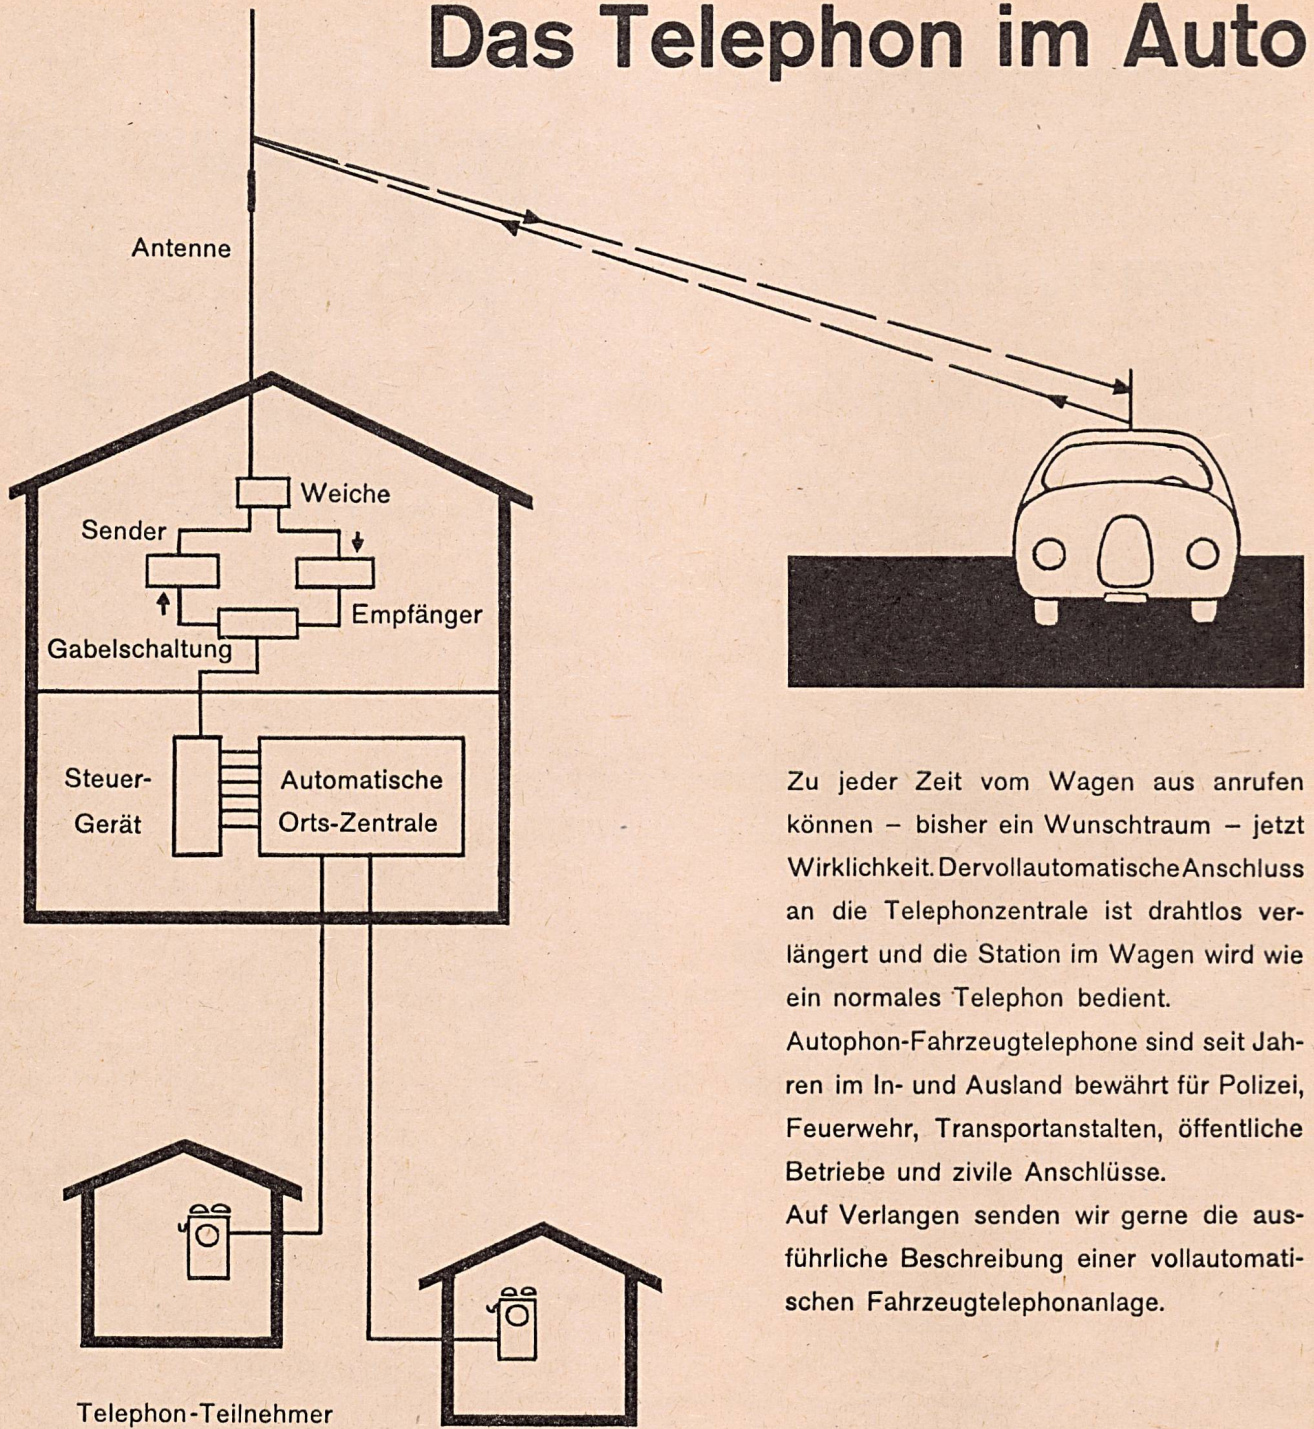 Das Telephon im Auto
Antenne
Weiche
Sender
Empfänger
Gabelschaltung
Steuer-
Gerät
Automatische
Orts-Zentrale
Telephon-Teilnehmer
Zu jeder Zeit vom Wagen aus anrufen
können – bisher ein Wunschtraum – jetzt
Wirklichkeit. Der vollautomatische Anschluss
an die Telephonzentrale ist drahtlos ver-
längert und die Station im Wagen wird wie
ein normales Telephon bedient.
Autophon-Fahrzeugtelephone sind seit Jah-
ren im In- und Ausland bewährt für Polizei,
Feuerwehr, Transportanstalten, öffentliche
Betriebe und zivile Anschlüsse.
Auf Verlangen senden wir gerne die aus-
führliche Beschreibung einer vollautomati-
schen Fahrzeugtelephonanlage.